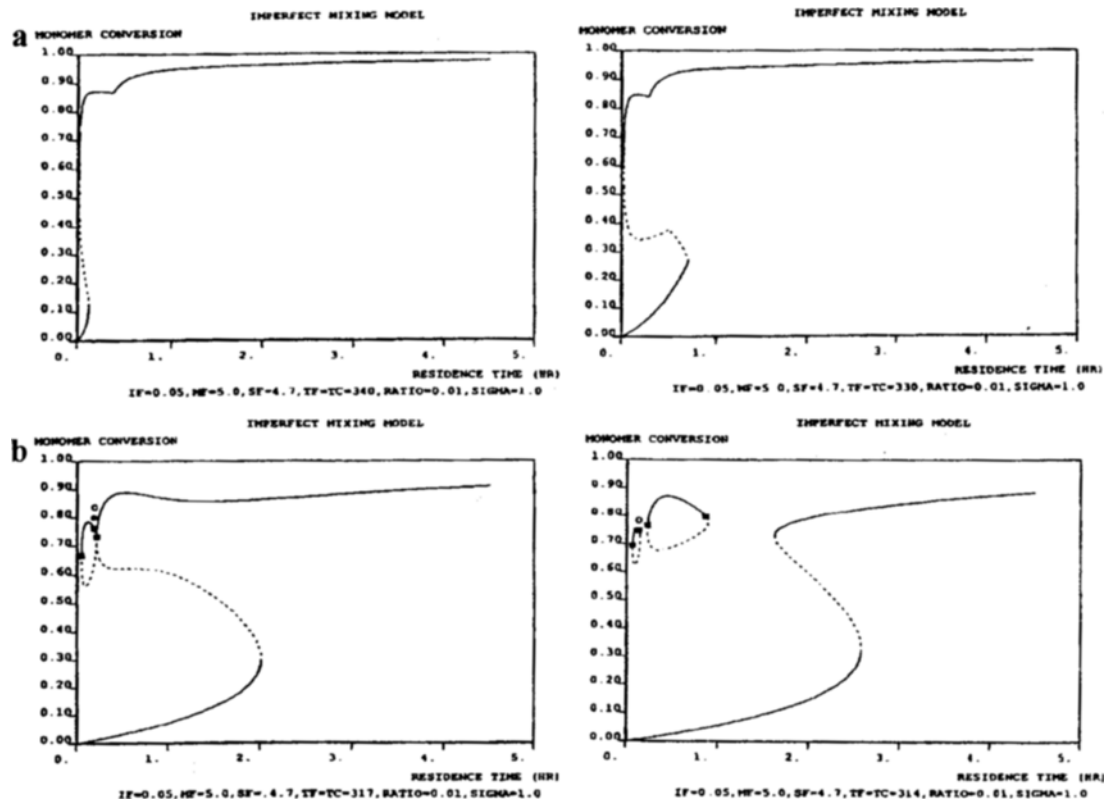 a
IMPERFECT MIXING MODEL
MONOMER CONVERSION
1.00
0.90
0.80
0.70
0.60
0.50
0.40
0.30
0.20
0.10
0.00
0. 1. 2. 3. 4. 5.
RESIDENCE TIME (HR)
IF=0.05,MF=5.0,SF=4.7,TF=TC=340,RATIO=0.01,SIGMA=1.0
IMPERFECT MIXING MODEL
MONOMER CONVERSION
1.00
0.90
0.80
0.70
0.60
0.50
0.40
0.30
0.20
0.10
0.00
0. 1. 2. 3. 4. 5.
RESIDENCE TIME (HR)
IF=0.05,MF=5 0,SF=4.7,TF=TC=330,RATIO=0.01,SIGMA=1.0
b
IMPERFECT MIXING MODEL
MONOMER CONVERSION
1.00
0.90
0.80
0.70
0.60
0.50
0.40
0.30
0.20
0.10
0.00
0. 1. 2. 3. 4. 5.
RESIDENCE TIME (HR)
IF=0.05,MF=5.0,SF=.4.7,TF=TC=317,RATIO=0.01,SIGMA=1.0
IMPERFECT MIXING MODEL
MONOMER CONVERSION
1.00
0.90
0.80
0.70
0.60
0.50
0.40
0.30
0.20
0.10
0.00
0. 1. 2. 3. 4. 5.
RESIDENCE TIME (HR)
IF=0.05,MF=5.0,SF=4.7,TF=TC=314,RATIO=0.01,SIGMA=1.0